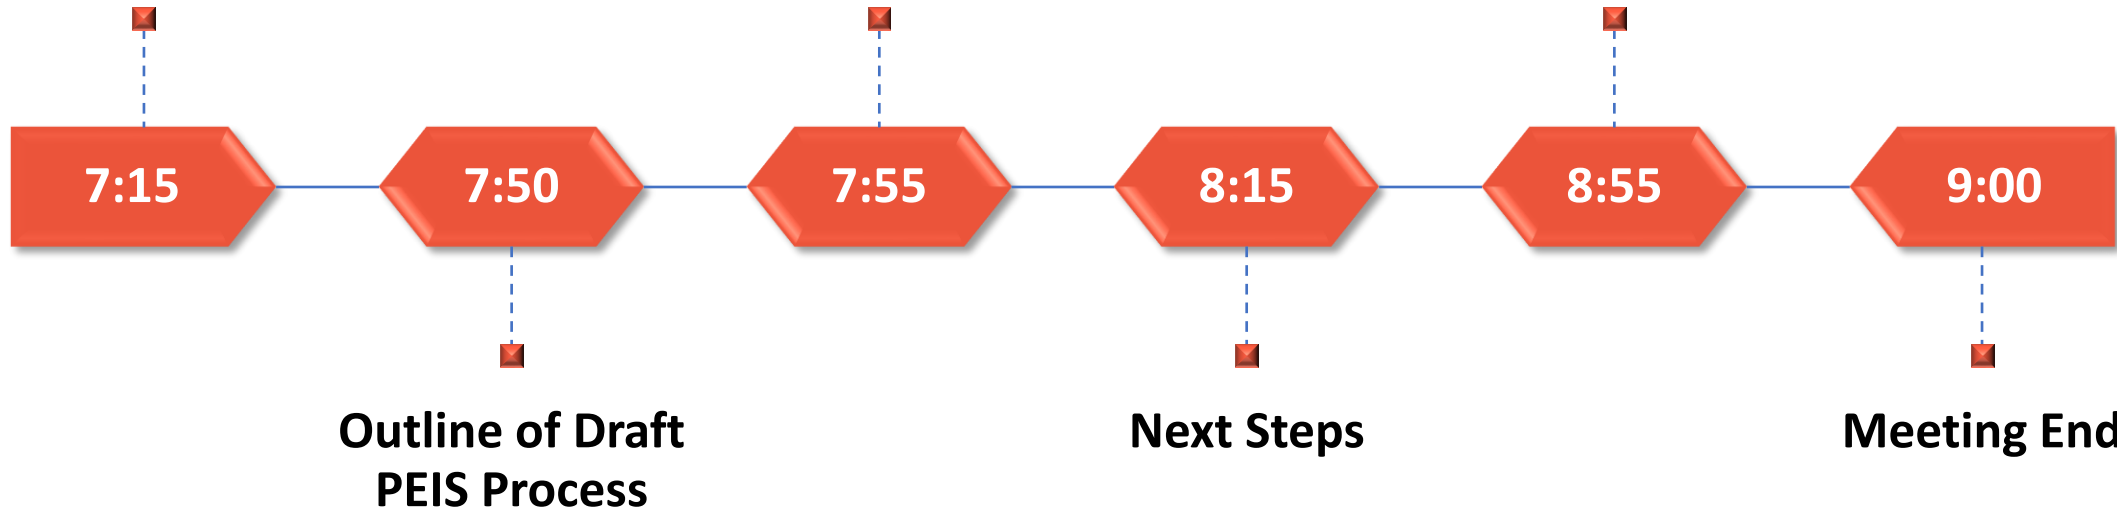 7:15
7:50
7:55
8:15
8:55
9:00
Outline of Draft
PEIS Process
Next Steps
Meeting End